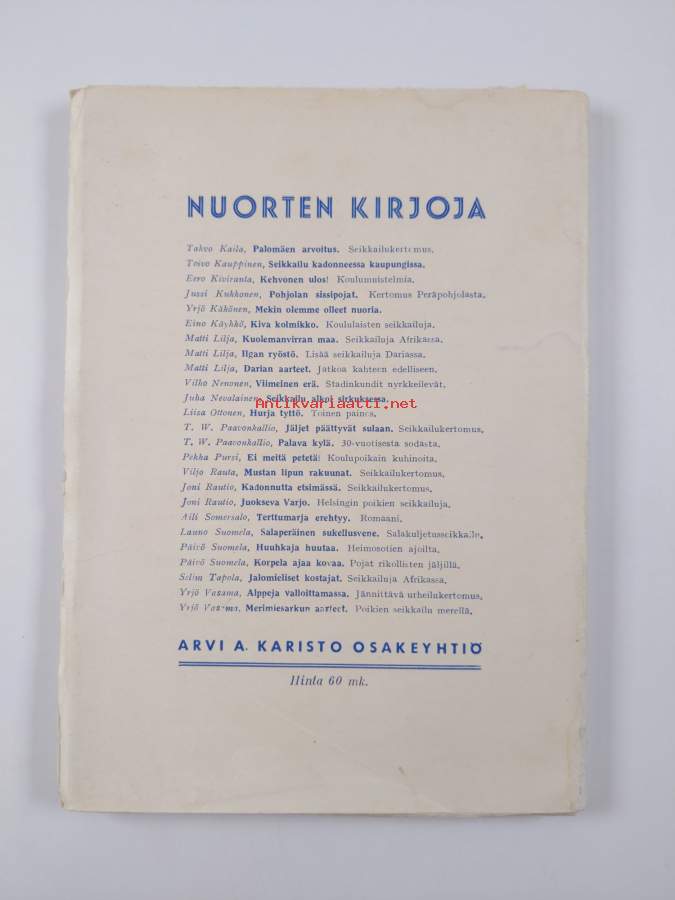 NUORTEN KIRJOJA
Tahvo Kaila, Palomäen arvoitus. Seikkailukertomus.
Toivo Kauppinen, Seikkailu kadonneessa kaupungissa.
Eero Kiviranta, Kehvonen ulos! Koulumuistelmia.
Jussi Kukkonen, Pohjolan sissipojat. Kertomus Peräpohjolasta.
Yrjö Kähönen, Mekin olemme olleet nuoria.
Eino Käyhkö, Kiva kolmikko. Koululaisten seikkailuja.
Matti Lilja, Kuolemanvirran maa. Seikkailuja Afrikassa.
Matti Lilja, Ilgan ryöstö. Lisää seikkailuja Dariassa.
Matti Lilja, Darian aarteet. Jatkoa kahteen edelliseen.
Vilho Nenonen, Viimeinen erä. Stadinkundit nyrkkeilevät.
Juha Nevalainen, Seikkailu alkoi sirkuksessa.
Antikvariaatti.net
Liisa Ottonen, Hurja tyttö. Toinen painos.
T. W. Paavonkallio, Jäljet päättyvät sulaan. Seikkailukertomus.
T. W. Paavonkallio, Palava kylä. 30-vuotisesta sodasta.
Pekka Pursi, Ei meitä petetä! Koulupoikain kuhinoita.
Viljo Rauta, Mustan lipun rakuunat. Seikkailukertomus.
Joni Rautio, Kadonnutta etsimässä. Seikkailukertomus.
Joni Rautio, Juokseva Varjo. Helsingin poikien seikkailuja.
Aili Somersalo, Terttumarja erehtyy. Romaani.
Launo Suomela, Salaperäinen sukellusvene. Salakuljetusseikkailu.
Päivö Suomela, Huuhkaja huutaa. Heimosotien ajoilta.
Päivö Suomela, Korpela ajaa kovaa. Pojat rikollisten jäljillä.
Selim Tapola, Jalomieliset kostajat. Seikkailuja Afrikassa.
Yrjö Vasama, Alppeja valloittamassa. Jännittävä urheilukertomus.
Yrjö Vasama, Merimiesarkun aarteet. Poikien seikkailu merellä.
ARVI A. KARISTO OSAKEYHTIÖ
Hinta 60 mk.